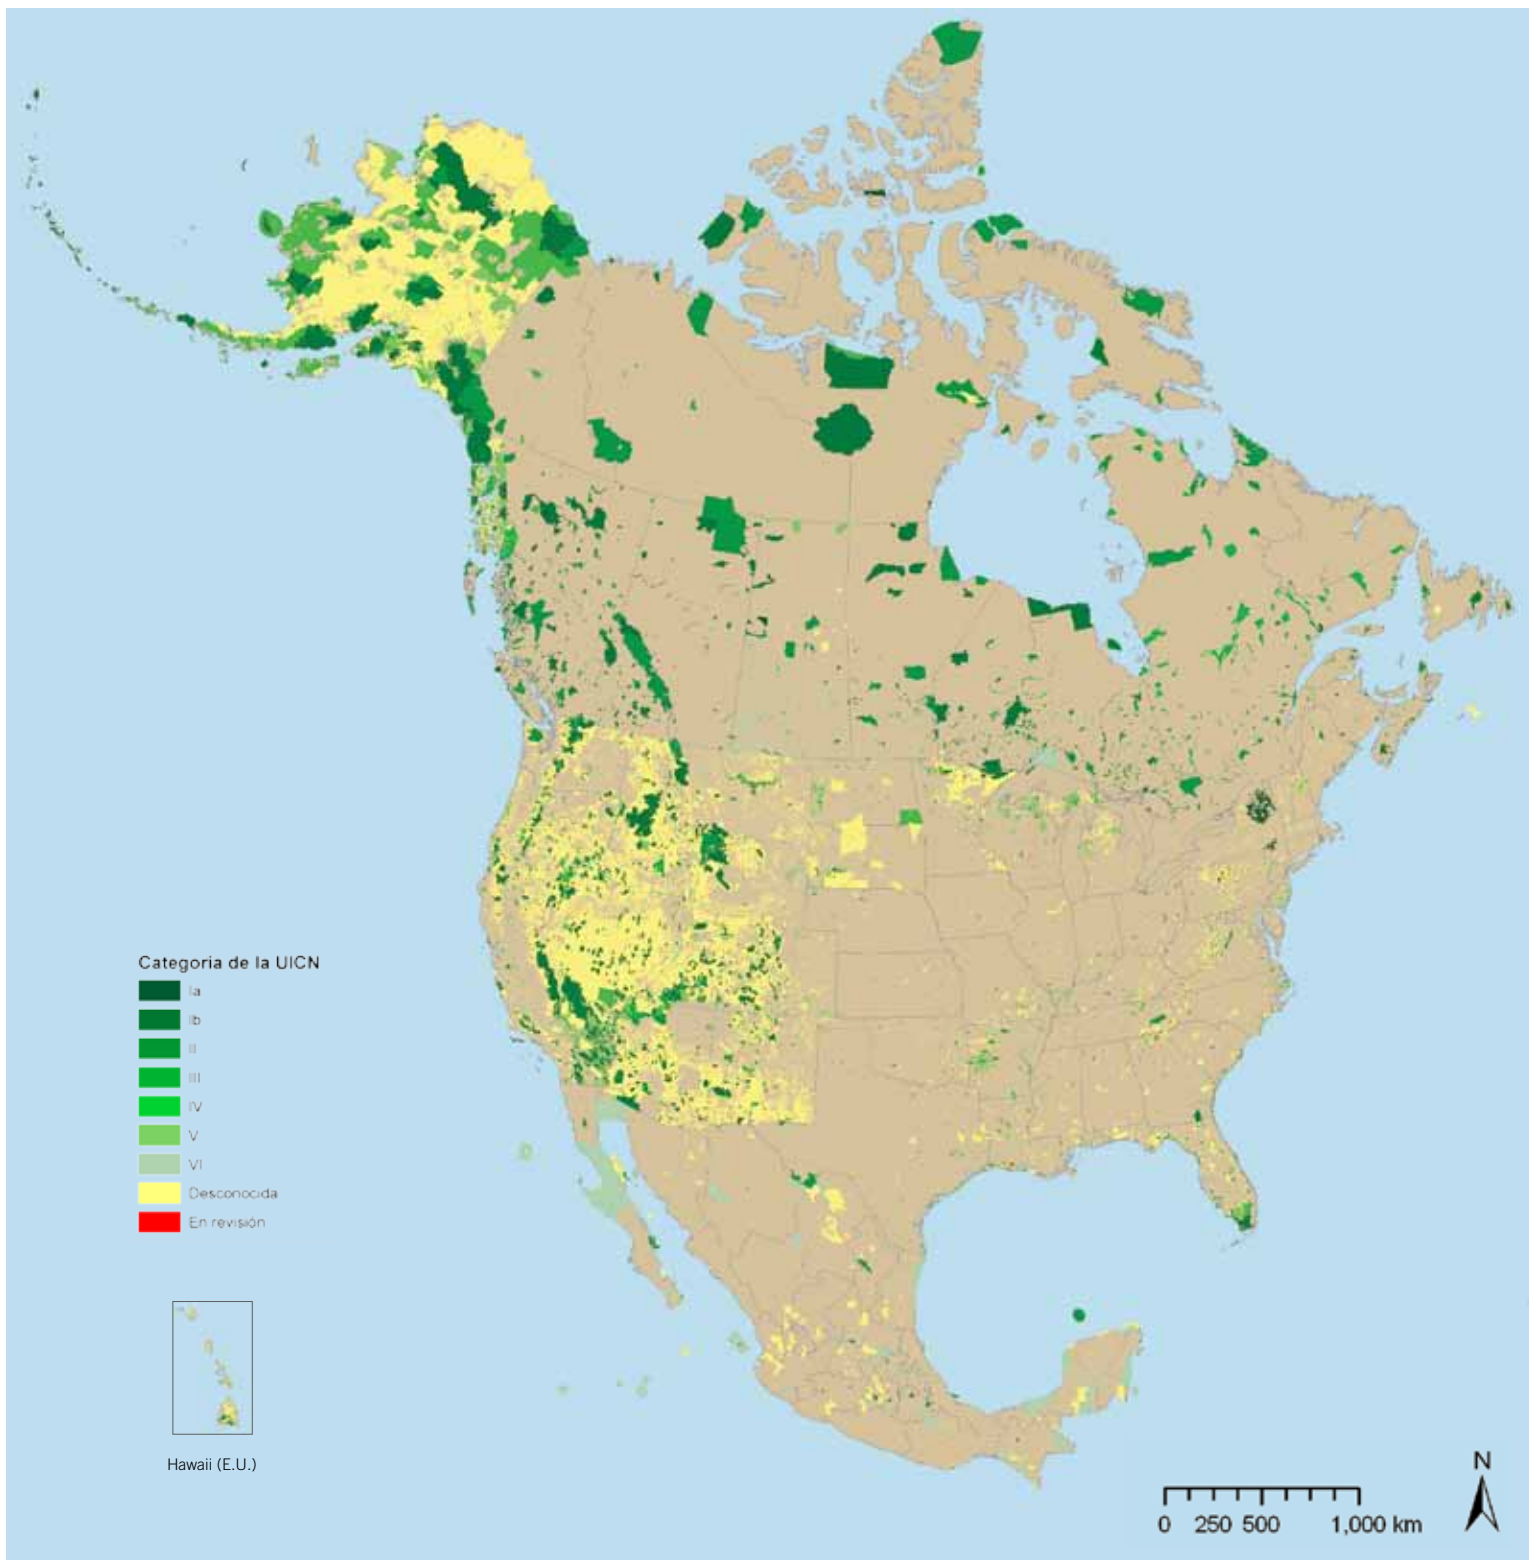 Categoría de la UICN
Ia
Ib
II
III
IV
V
VI
Desconocida
En revisión
Hawaii (E.U.)
N
0 250 500 1,000 km